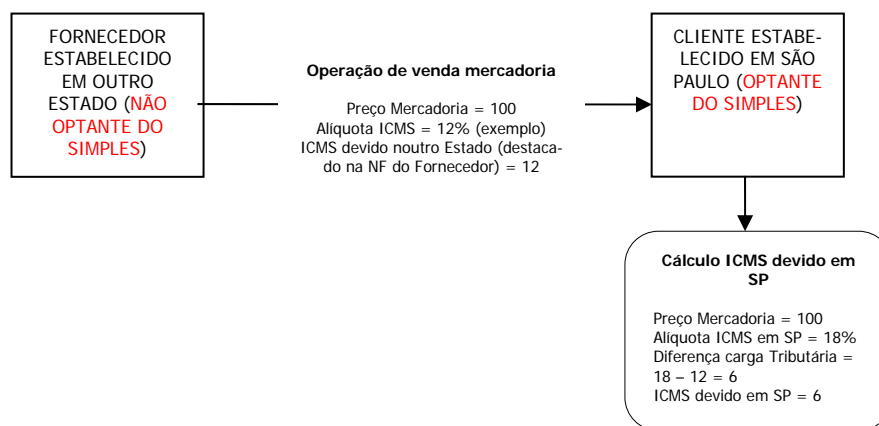 FORNECEDOR
ESTABELECIDO
EM OUTRO
ESTADO (NÃO
OPTANTE DO
SIMPLES)
Operação de venda mercadoria
Preço Mercadoria = 100
Alíquota ICMS = 12% (exemplo)
ICMS devido noutro Estado (destaca-
do na NF do Fornecedor) = 12
CLIENTE ESTABE-
LECIDO EM SÃO
PAULO (OPTANTE
DO SIMPLES)
Cálculo ICMS devido em
SP
Preço Mercadoria = 100
Alíquota ICMS em SP = 18%
Diferença carga Tributária =
18 – 12 = 6
ICMS devido em SP = 6